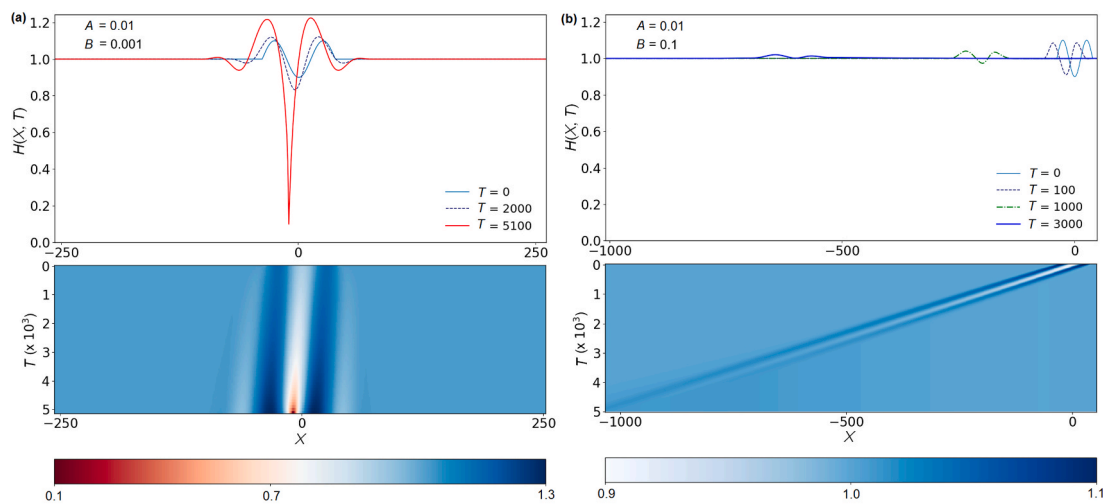 (a)
A = 0.01
B = 0.001
1.2
1.0
0.8
0.6
0.4
0.2
0.0
H(X, T)
T = 0
T = 2000
T = 5100
−250
0
250
0
1
2
3
4
5
T (x 10³)
−250
0
250
X
0.1
0.7
1.3
(b)
A = 0.01
B = 0.1
1.2
1.0
0.8
0.6
0.4
0.2
0.0
H(X, T)
T = 0
T = 100
T = 1000
T = 3000
−1000
−500
0
0
1
2
3
4
5
T (x 10³)
−1000
−500
0
X
0.9
1.0
1.1